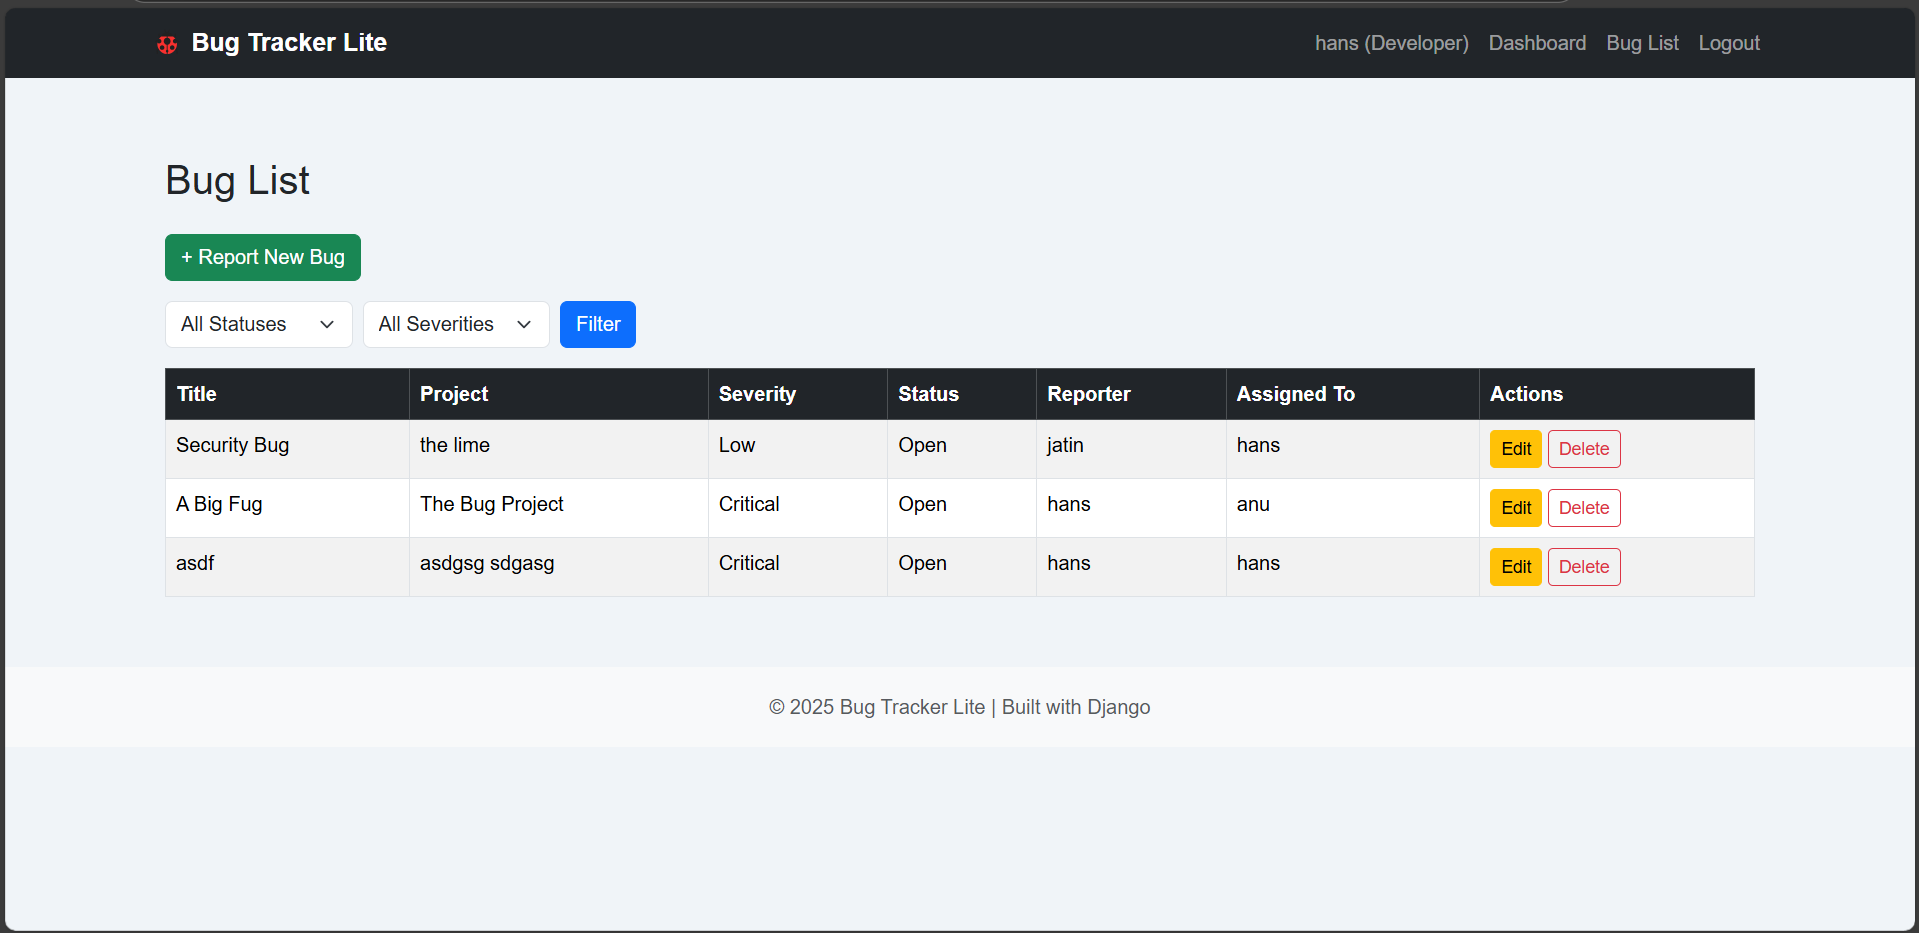 Bug Tracker Lite hans (Developer) Dashboard Bug List Logout
Bug List
+ Report New Bug
All Statuses All Severities Filter
Title Project Severity Status Reporter Assigned To Actions
Security Bug the lime Low Open jatin hans Edit Delete
A Big Fug The Bug Project Critical Open hans anu Edit Delete
asdf asdgsg sdgasg Critical Open hans hans Edit Delete
© 2025 Bug Tracker Lite | Built with Django